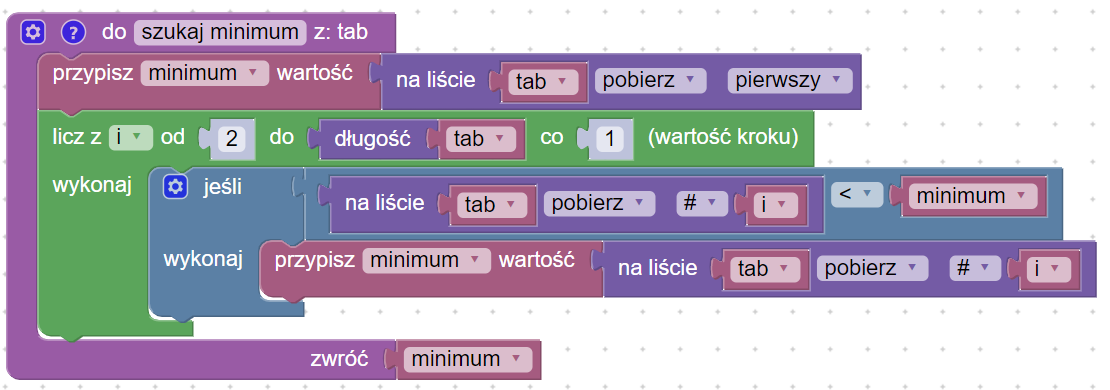 ? do szukaj minimum z: tab
przypisz minimum wartość na liście tab pobierz pierwszy
licz z i od 2 do długość tab co 1 (wartość kroku)
wykonaj jeśli na liście tab pobierz # i < minimum
wykonaj przypisz minimum wartość na liście tab pobierz # i
zwróć minimum